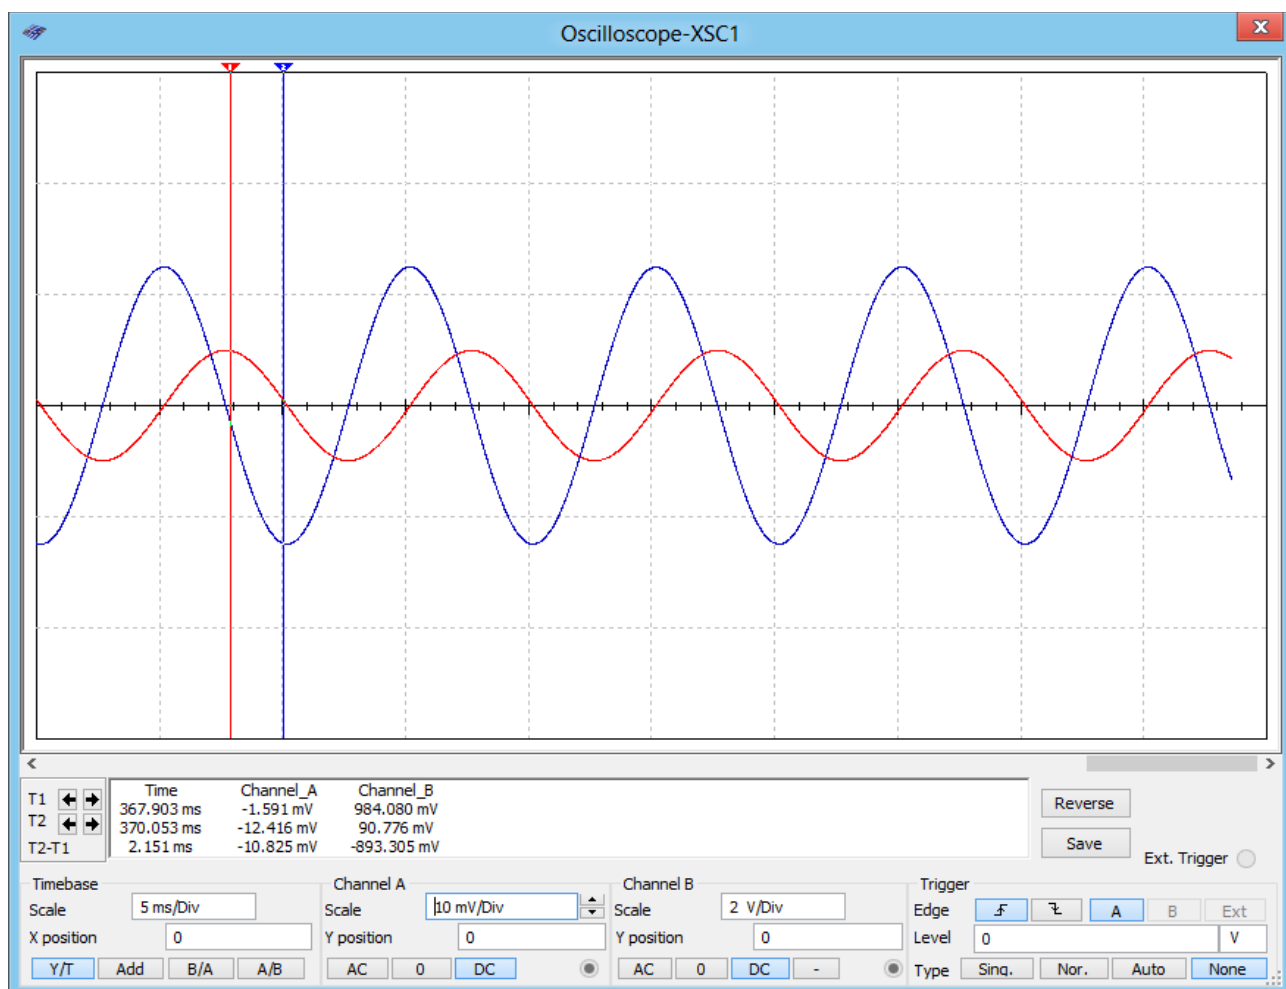 Oscilloscope-XSC1
x
1 2
< >
Time Channel_A Channel_B
T1 367.903 ms -1.591 mV 984.080 mV
T2 370.053 ms -12.416 mV 90.776 mV
T2-T1 2.151 ms -10.825 mV -893.305 mV
Reverse
Save
Ext. Trigger
Timebase Channel A Channel B Trigger
Scale 5 ms/Div Scale 10 mV/Div Scale 2 V/Div Edge A B Ext
X position 0 Y position 0 Y position 0 Level 0 V
Y/T Add B/A A/B AC 0 DC AC 0 DC - Type Sing. Nor. Auto None